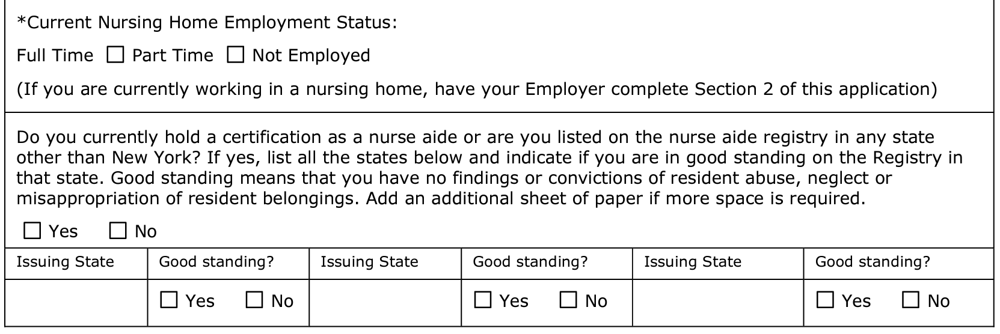 *Current Nursing Home Employment Status:
Full Time ☐ Part Time ☐ Not Employed
(If you are currently working in a nursing home, have your Employer complete Section 2 of this application)
Do you currently hold a certification as a nurse aide or are you listed on the nurse aide registry in any state
other than New York? If yes, list all the states below and indicate if you are in good standing on the Registry in
that state. Good standing means that you have no findings or convictions of resident abuse, neglect or
misappropriation of resident belongings. Add an additional sheet of paper if more space is required.
☐ Yes ☐ No
Issuing State Good standing? Issuing State Good standing? Issuing State Good standing?
☐ Yes ☐ No ☐ Yes ☐ No ☐ Yes ☐ No